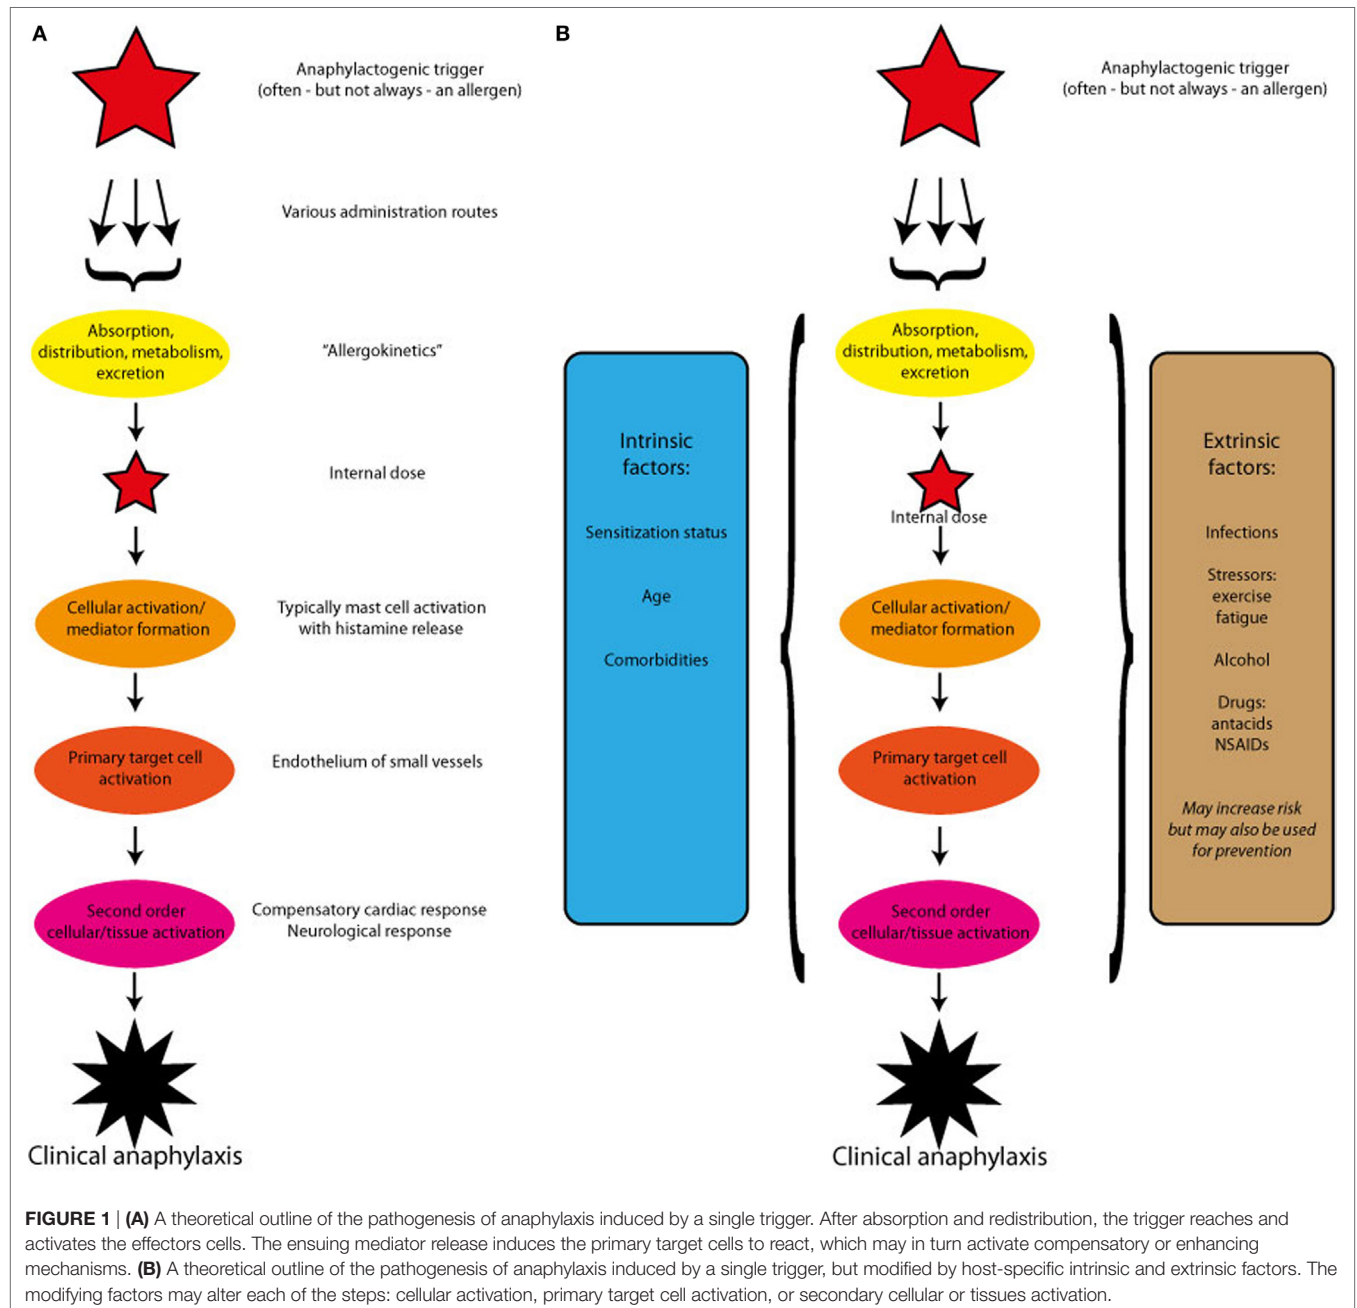 A
Anaphylactogenic trigger
(often - but not always - an allergen)
Various administration routes
Absorption,
distribution, metabolism,
excretion
“Allergokinetics”
Internal dose
Cellular activation/
mediator formation
Typically mast cell activation
with histamine release
Primary target cell
activation
Endothelium of small vessels
Second order
cellular/tissue activation
Compensatory cardiac response
Neurological response
Clinical anaphylaxis
B
Anaphylactogenic trigger
(often - but not always - an allergen)
Intrinsic
factors:
Sensitization status
Age
Comorbidities
Absorption,
distribution, metabolism,
excretion
Internal dose
Cellular activation/
mediator formation
Primary target cell
activation
Second order
cellular/tissue activation
Clinical anaphylaxis
Extrinsic
factors:
Infections
Stressors:
exercise
fatigue
Alcohol
Drugs:
antacids
NSAIDs
May increase risk
but may also be used
for prevention
FIGURE 1 | (A) A theoretical outline of the pathogenesis of anaphylaxis induced by a single trigger. After absorption and redistribution, the trigger reaches and
activates the effectors cells. The ensuing mediator release induces the primary target cells to react, which may in turn activate compensatory or enhancing
mechanisms. (B) A theoretical outline of the pathogenesis of anaphylaxis induced by a single trigger, but modified by host-specific intrinsic and extrinsic factors. The
modifying factors may alter each of the steps: cellular activation, primary target cell activation, or secondary cellular or tissues activation.